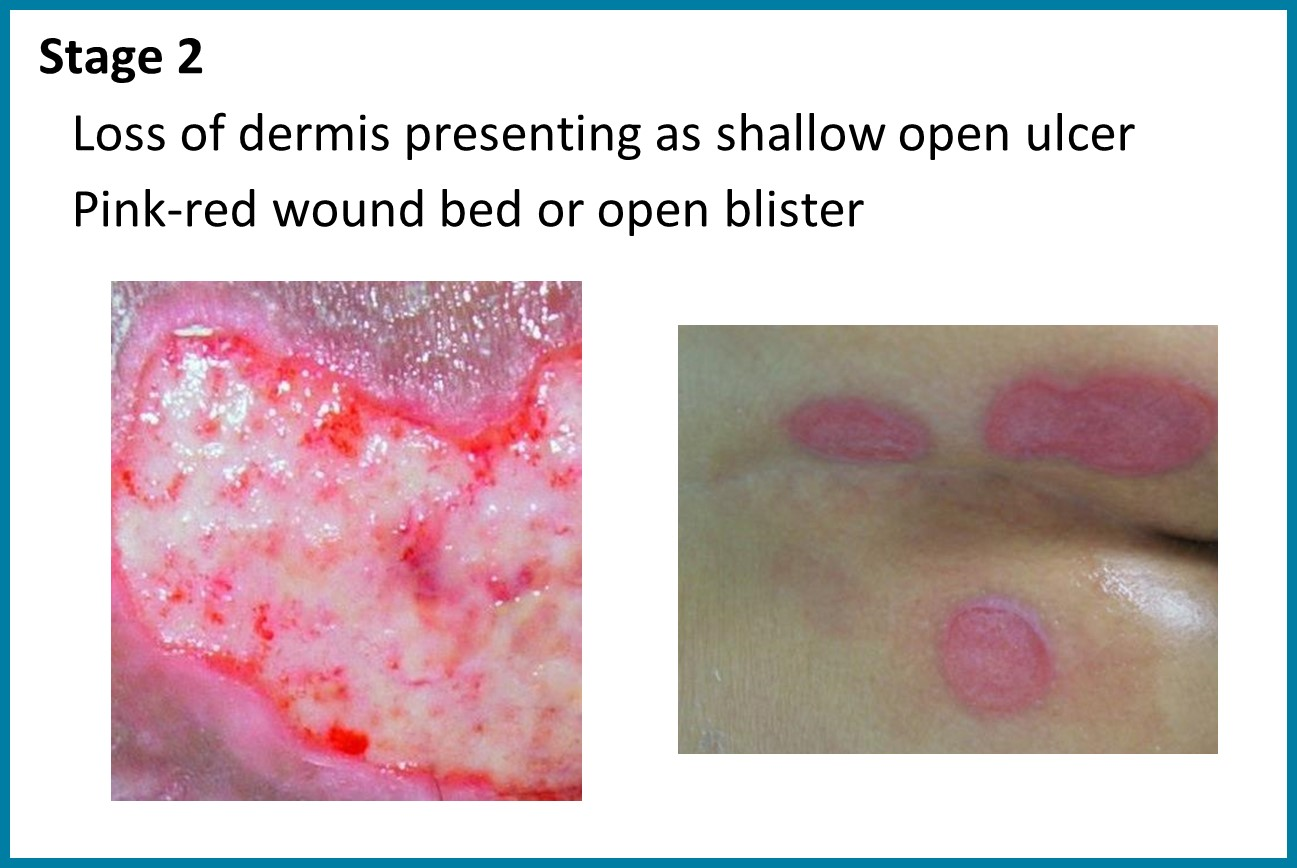 Stage 2
Loss of dermis presenting as shallow open ulcer
Pink-red wound bed or open blister